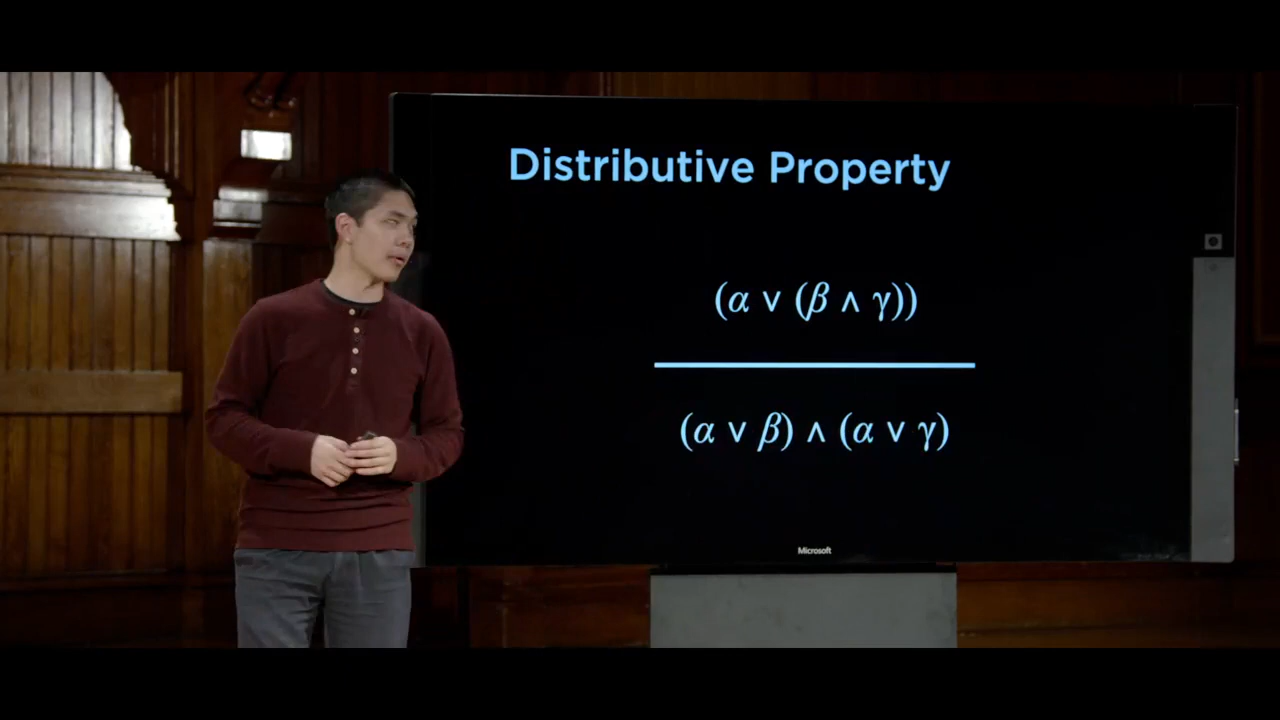 Distributive Property
(α ∨ (β ∧ γ))
(α ∨ β) ∧ (α ∨ γ)
Microsoft